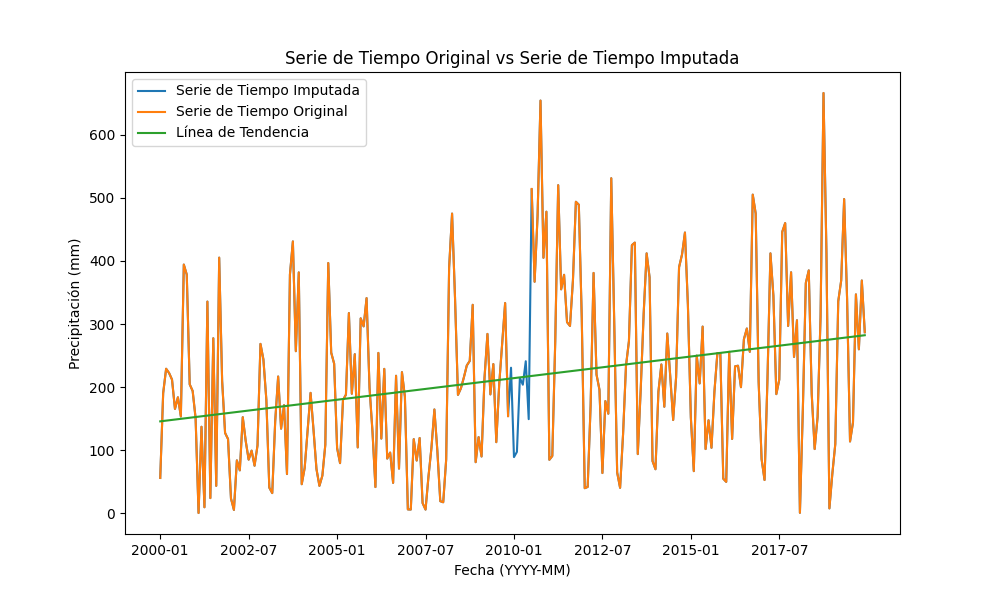 Serie de Tiempo Original vs Serie de Tiempo Imputada
Serie de Tiempo Imputada
Serie de Tiempo Original
Línea de Tendencia
600
500
400
300
200
100
0
Precipitación (mm)
2000-01 2002-07 2005-01 2007-07 2010-01 2012-07 2015-01 2017-07
Fecha (YYYY-MM)